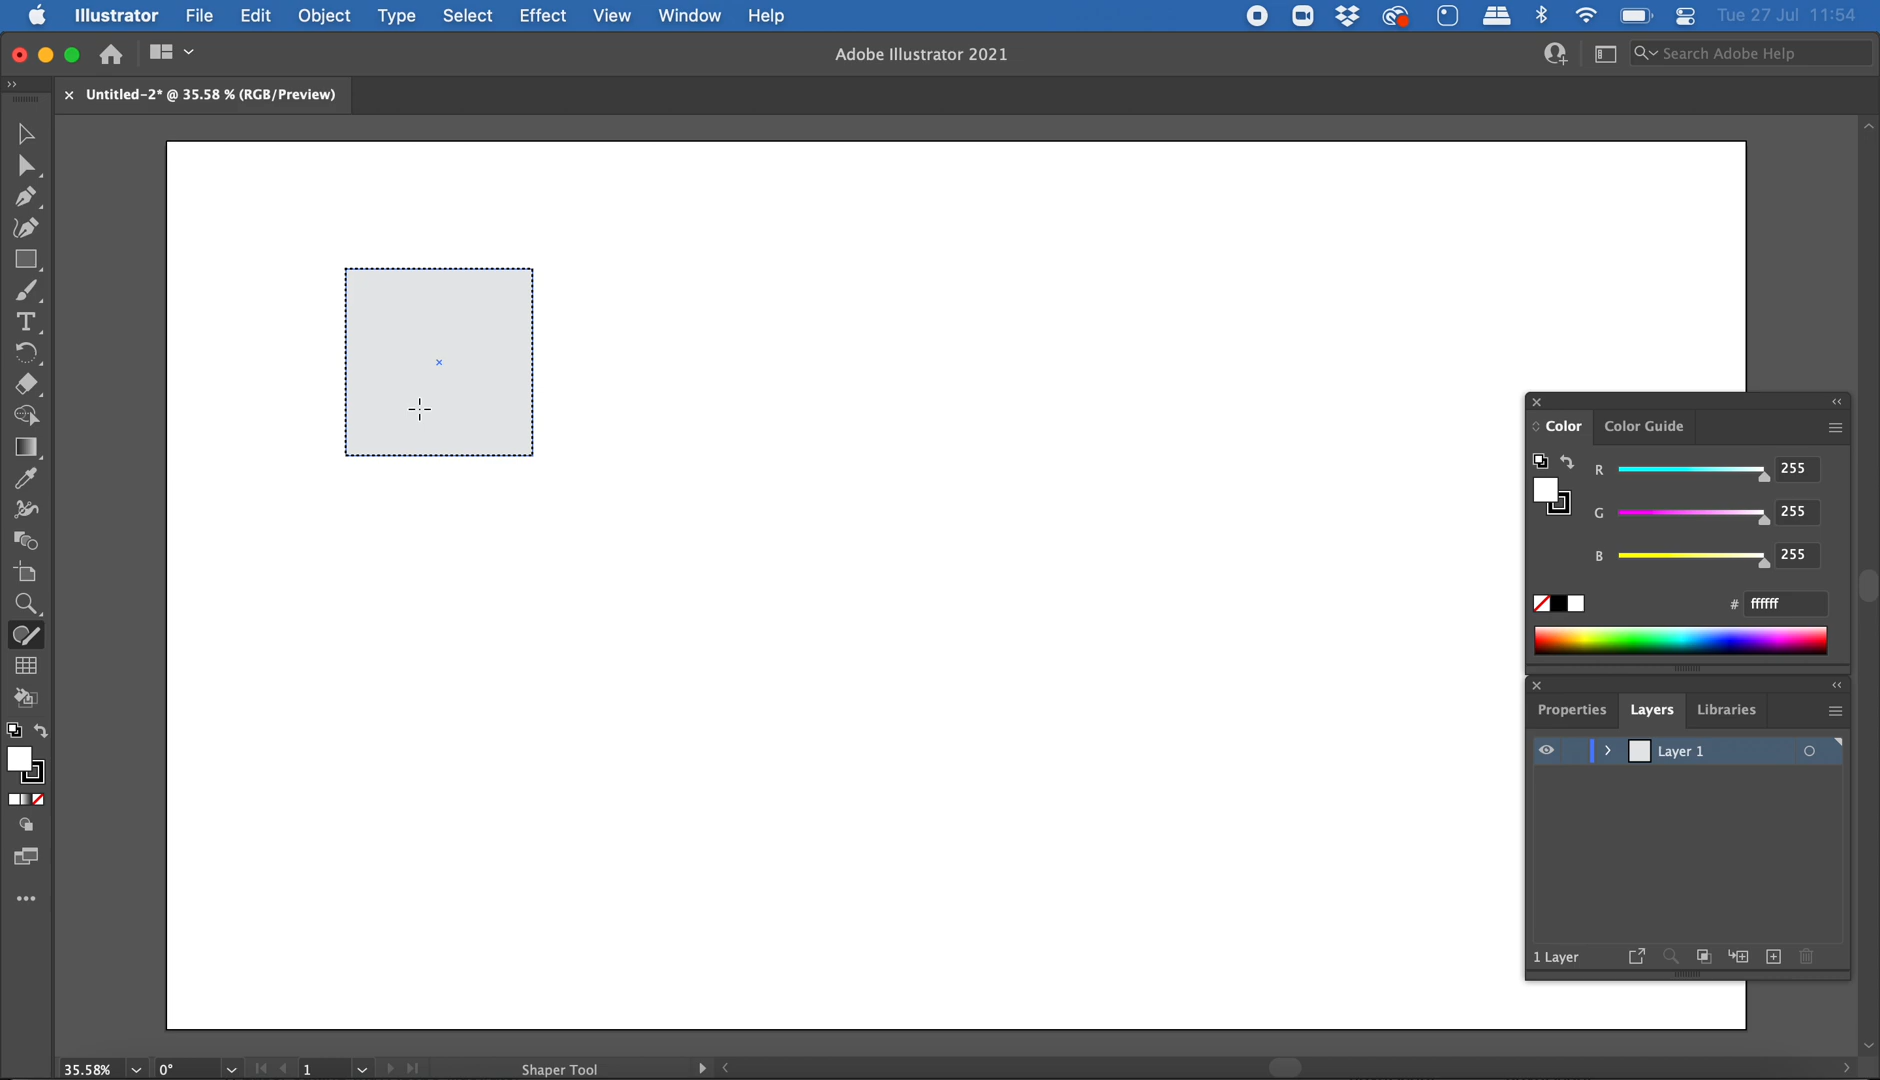 Illustrator File Edit Object Type Select Effect View Window Help Tue 27 Jul 11:54
Adobe Illustrator 2021
Search Adobe Help
Untitled-2* @ 35.58 % (RGB/Preview)
Color Color Guide
R 255
G 255
B 255
# ffffff
Properties Layers Libraries
Layer 1
1 Layer
35.58% 0° 1 Shaper Tool